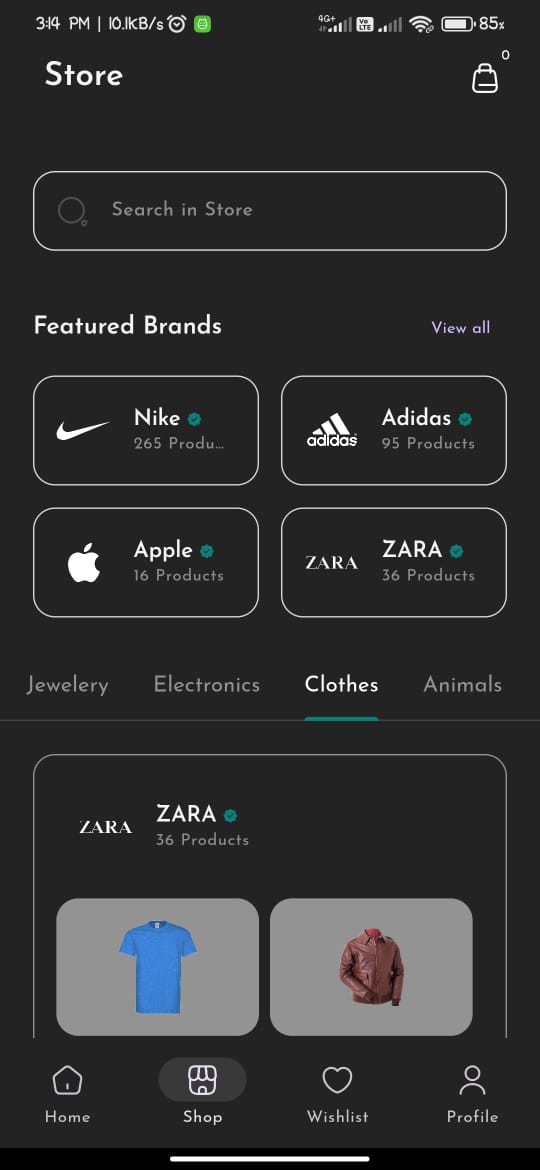 3:14 PM | 10.1KB/s
4G+
Vo
LTE
85%
Store
0
Search in Store
Featured Brands
View all
Nike
265 Produ...
adidas
Adidas
95 Products
Apple
16 Products
ZARA
ZARA
36 Products
Jewelery
Electronics
Clothes
Animals
ZARA
ZARA
36 Products
Home
Shop
Wishlist
Profile